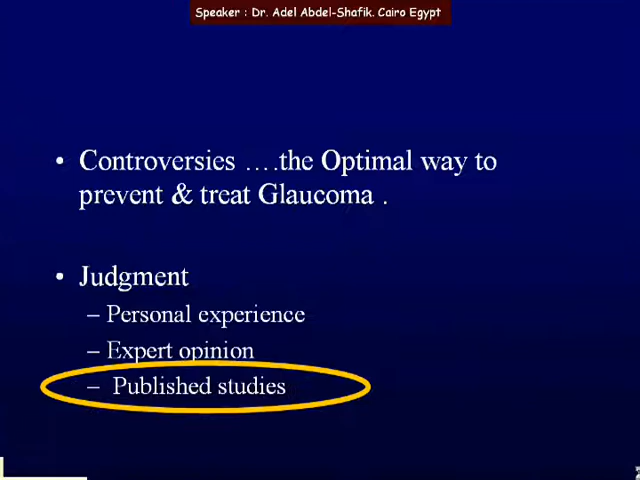 Speaker : Dr. Adel Abdel-Shafik. Cairo Egypt
• Controversies ….the Optimal way to
prevent & treat Glaucoma .
• Judgment
– Personal experience
– Expert opinion
– Published studies